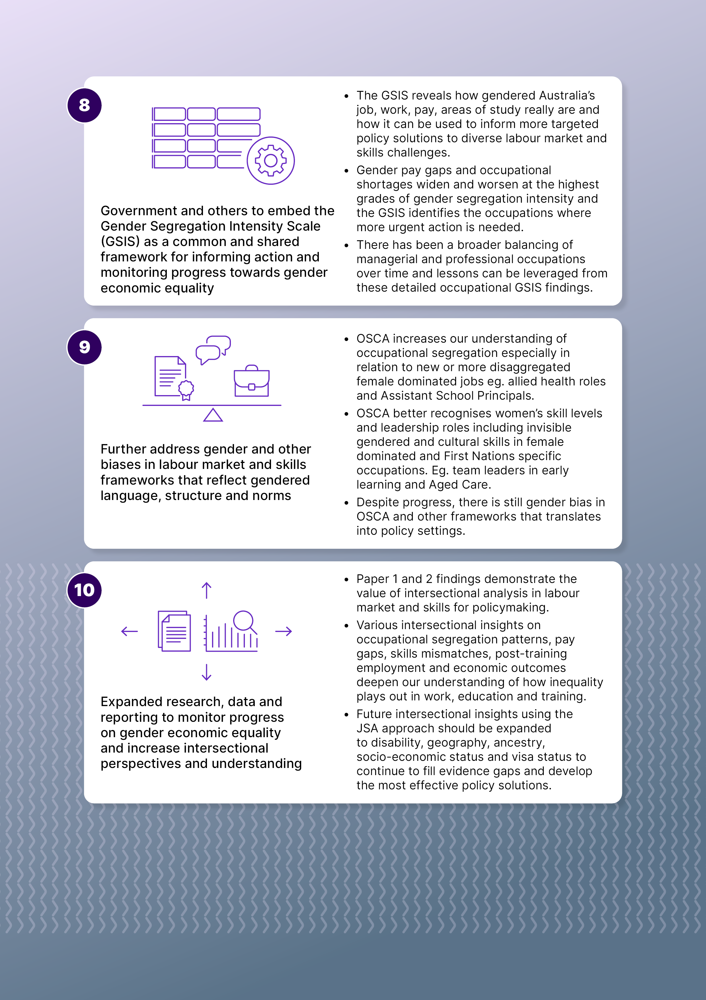 8
Government and others to embed the
Gender Segregation Intensity Scale
(GSIS) as a common and shared
framework for informing action and
monitoring progress towards gender
economic equality
• The GSIS reveals how gendered Australia’s
job, work, pay, areas of study really are and
how it can be used to inform more targeted
policy solutions to diverse labour market and
skills challenges.
• Gender pay gaps and occupational
shortages widen and worsen at the highest
grades of gender segregation intensity and
the GSIS identifies the occupations where
more urgent action is needed.
• There has been a broader balancing of
managerial and professional occupations
over time and lessons can be leveraged from
these detailed occupational GSIS findings.
9
Further address gender and other
biases in labour market and skills
frameworks that reflect gendered
language, structure and norms
• OSCA increases our understanding of
occupational segregation especially in
relation to new or more disaggregated
female dominated jobs eg. allied health roles
and Assistant School Principals.
• OSCA better recognises women’s skill levels
and leadership roles including invisible
gendered and cultural skills in female
dominated and First Nations specific
occupations. Eg. team leaders in early
learning and Aged Care.
• Despite progress, there is still gender bias in
OSCA and other frameworks that translates
into policy settings.
10
Expanded research, data and
reporting to monitor progress
on gender economic equality
and increase intersectional
perspectives and understanding
• Paper 1 and 2 findings demonstrate the
value of intersectional analysis in labour
market and skills for policymaking.
• Various intersectional insights on
occupational segregation patterns, pay
gaps, skills mismatches, post-training
employment and economic outcomes
deepen our understanding of how inequality
plays out in work, education and training.
• Future intersectional insights using the
JSA approach should be expanded
to disability, geography, ancestry,
socio-economic status and visa status to
continue to fill evidence gaps and develop
the most effective policy solutions.